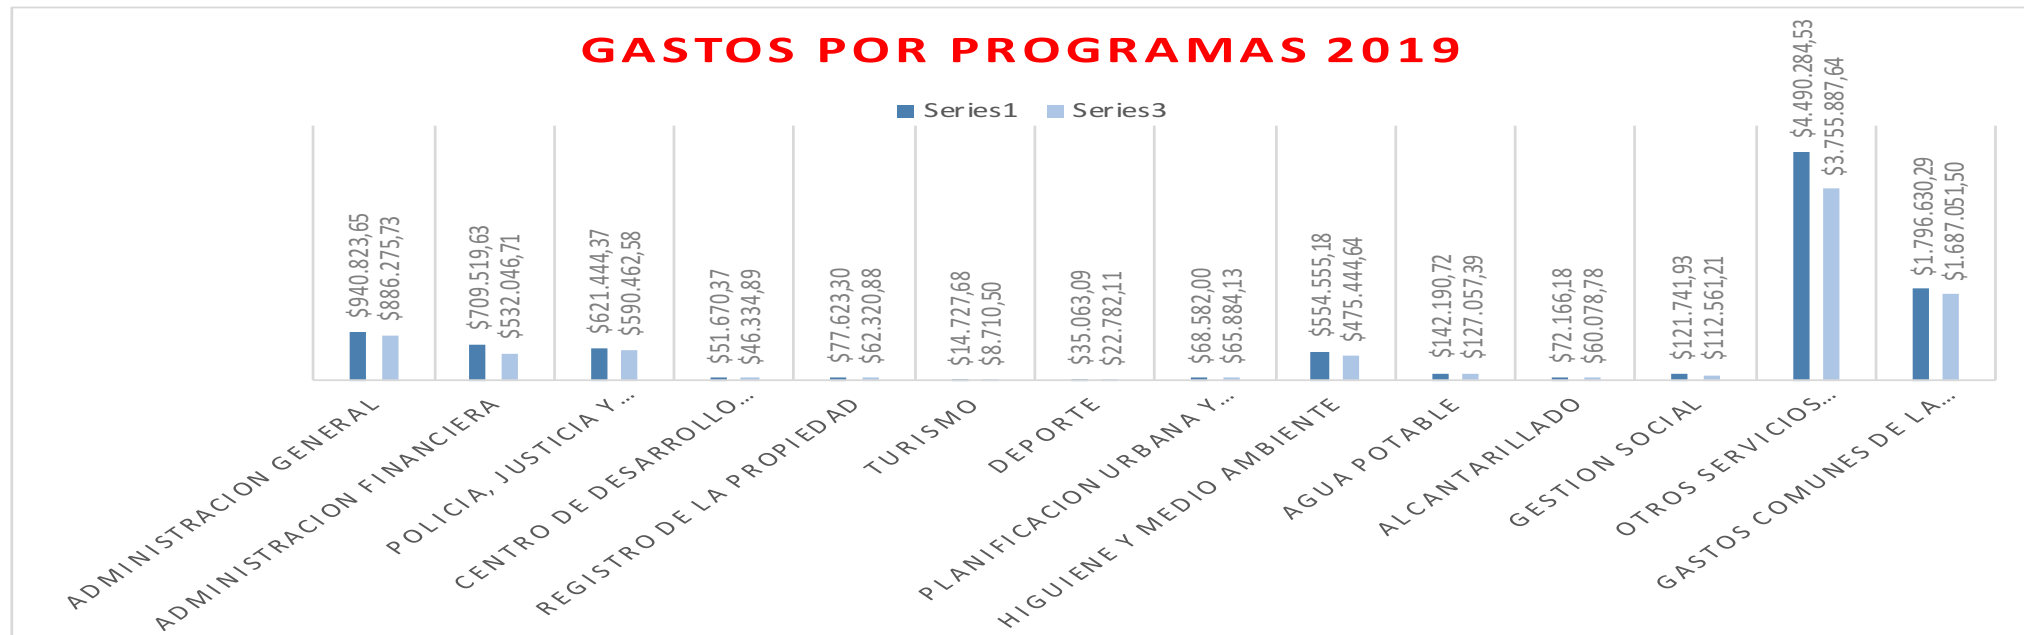 GASTOS POR PROGRAMAS 2019
Series1
Series3
$940.823,65
$886.275,73
$709.519,63
$532.046,71
$621.444,37
$590.462,58
$51.670,37
$46.334,89
$77.623,30
$62.320,88
$14.727,68
$8.710,50
$35.063,09
$22.782,11
$68.582,00
$65.884,13
$554.555,18
$475.444,64
$142.190,72
$127.057,39
$72.166,18
$60.078,78
$121.741,93
$112.561,21
$4.490.284,53
$3.755.887,64
$1.796.630,29
$1.687.051,50
ADMINISTRACION GENERAL
ADMINISTRACION FINANCIERA
POLICIA, JUSTICIA Y…
CENTRO DE DESARROLLO…
REGISTRO DE LA PROPIEDAD
TURISMO
DEPORTE
PLANIFICACION URBANA Y…
HIGUIENE Y MEDIO AMBIENTE
AGUA POTABLE
ALCANTARILLADO
GESTION SOCIAL
OTROS SERVICIOS…
GASTOS COMUNES DE LA…